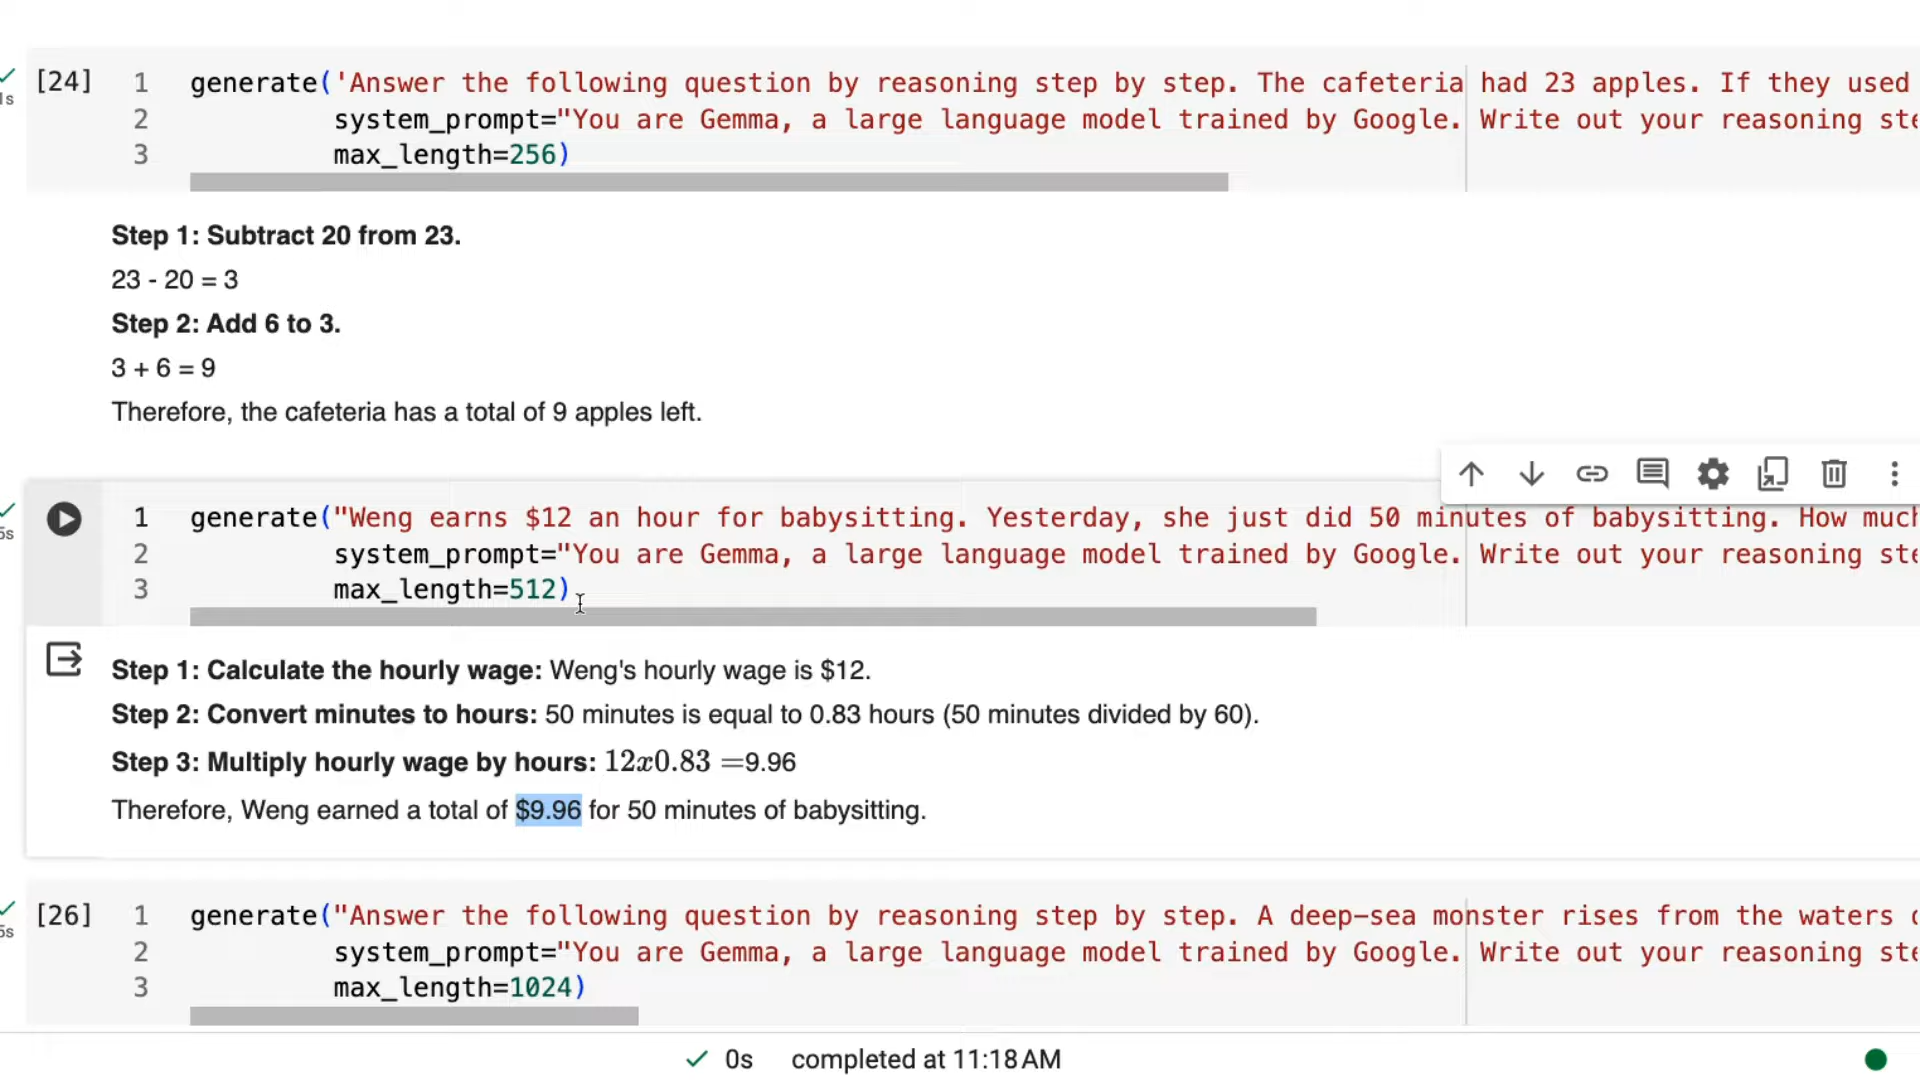 [24] 1 generate('Answer the following question by reasoning step by step. The cafeteria had 23 apples. If they used
2 system_prompt="You are Gemma, a large language model trained by Google. Write out your reasoning ste
3 max_length=256)
1s
Step 1: Subtract 20 from 23.
23 - 20 = 3
Step 2: Add 6 to 3.
3 + 6 = 9
Therefore, the cafeteria has a total of 9 apples left.
1 generate("Weng earns $12 an hour for babysitting. Yesterday, she just did 50 minutes of babysitting. How much
5s
2 system_prompt="You are Gemma, a large language model trained by Google. Write out your reasoning ste
3 max_length=512)
Step 1: Calculate the hourly wage: Weng's hourly wage is $12.
Step 2: Convert minutes to hours: 50 minutes is equal to 0.83 hours (50 minutes divided by 60).
Step 3: Multiply hourly wage by hours: 12x0.83 =9.96
Therefore, Weng earned a total of $9.96 for 50 minutes of babysitting.
[26] 1 generate("Answer the following question by reasoning step by step. A deep-sea monster rises from the waters
5s
2 system_prompt="You are Gemma, a large language model trained by Google. Write out your reasoning ste
3 max_length=1024)
0s completed at 11:18 AM